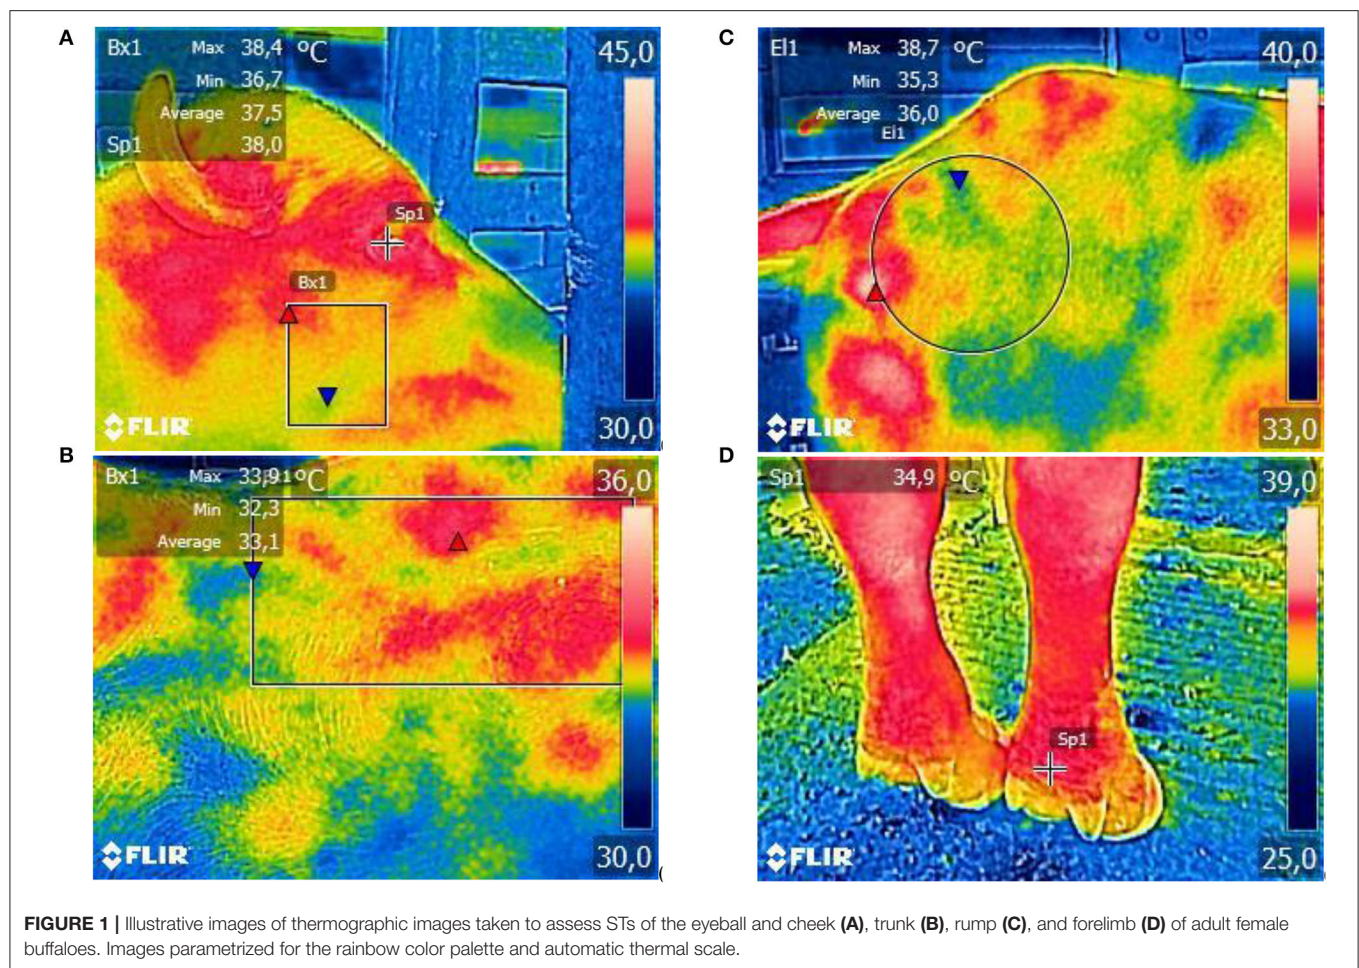 A
Bx1 Max 38,4 °C
Min 36,7
Average 37,5
Sp1 38,0
45,0
Sp1
Bx1
FLIR
30,0
C
El1 Max 38,7 °C
Min 35,3
Average 36,0
El1
40,0
FLIR
33,0
B
Bx1 Max 33,9 °C
Min 32,3
Average 33,1
36,0
FLIR
30,0
D
Sp1 34,9 °C
39,0
Sp1
FLIR
25,0
FIGURE 1 | Illustrative images of thermographic images taken to assess STs of the eyeball and cheek (A), trunk (B), rump (C), and forelimb (D) of adult female
buffaloes. Images parametrized for the rainbow color palette and automatic thermal scale.